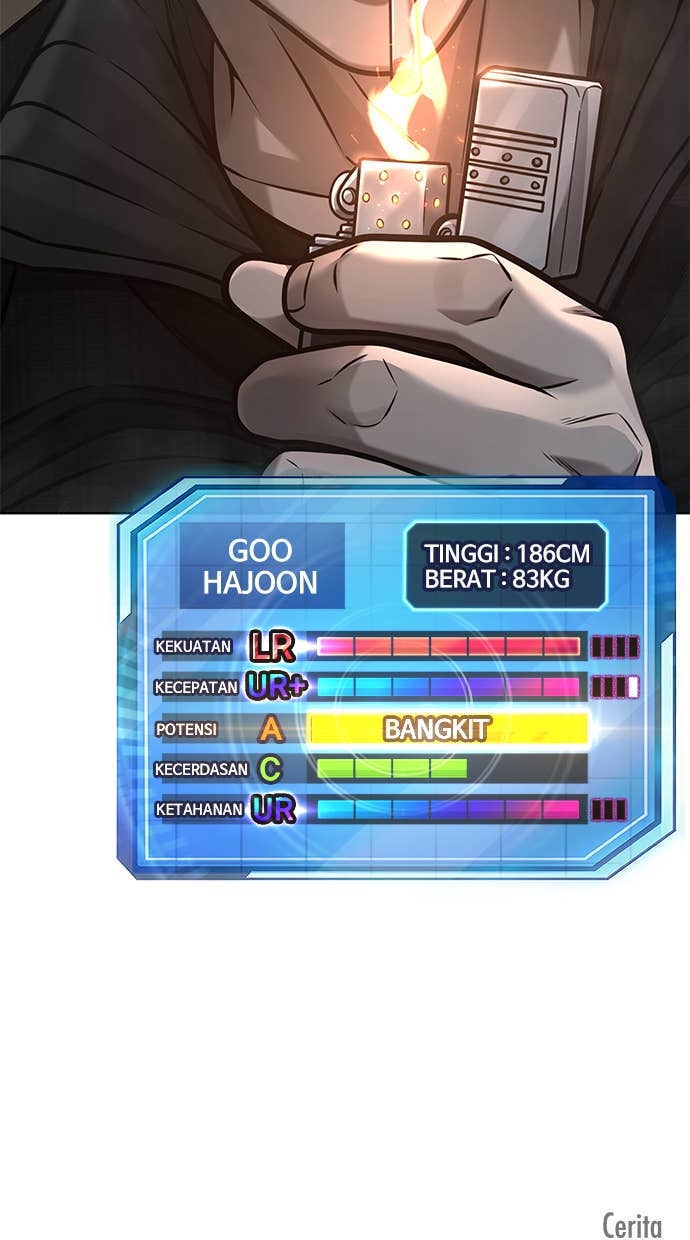 GOO
HAJOON
TINGGI : 186CM
BERAT : 83KG
KEKUATAN LR
KECEPATAN UR+
POTENSI A BANGKIT
KECERDASAN C
KETAHANAN UR
Cerita